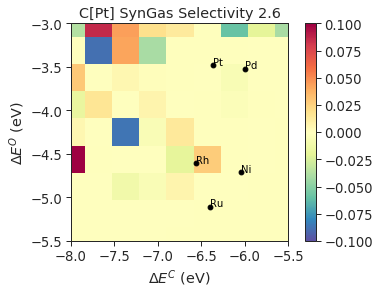 C[Pt] SynGas Selectivity 2.6
ΔE^O (eV)
−3.0
−3.5
−4.0
−4.5
−5.0
−5.5
Pt
Pd
Rh
Ni
Ru
−8.0 −7.5 −7.0 −6.5 −6.0 −5.5
ΔE^C (eV)
0.100
0.075
0.050
0.025
0.000
−0.025
−0.050
−0.075
−0.100